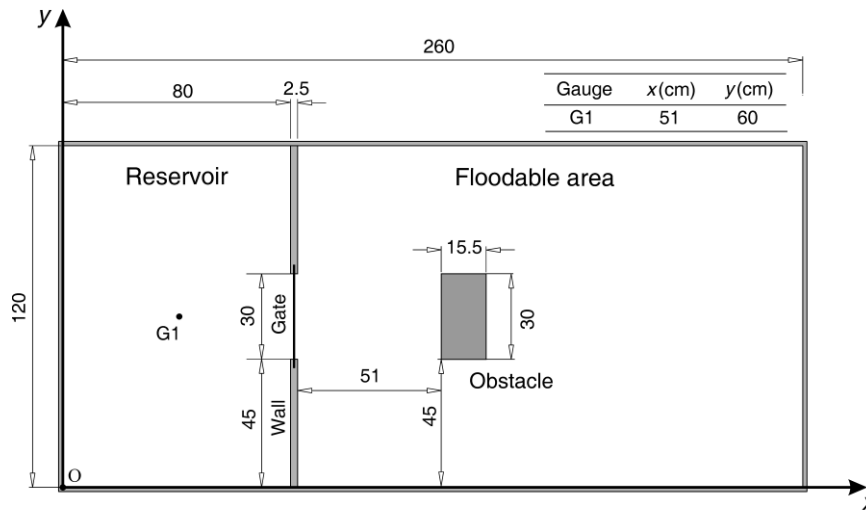 y
260
80
2.5
Gauge x(cm) y(cm)
G1 51 60
Reservoir
Floodable area
15.5
120
30
Gate
G1
30
51
Obstacle
45
Wall
45
O